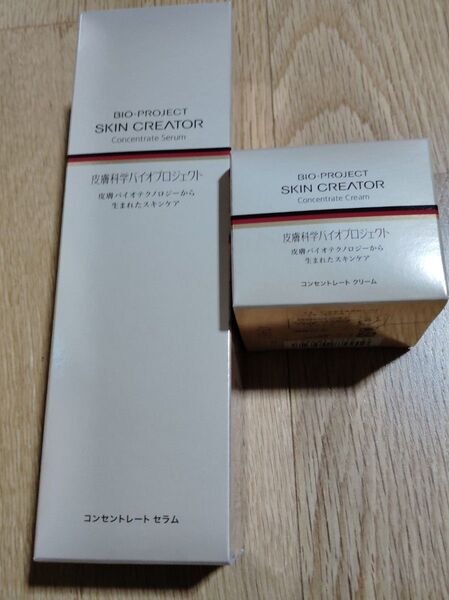 BIO-PROJECT
SKIN CREATOR
Concentrate Serum
皮膚科学バイオプロジェクト
皮膚バイオテクノロジーから
生まれたスキンケア
コンセントレート セラム
BIO-PROJECT
SKIN CREATOR
Concentrate Cream
皮膚科学バイオプロジェクト
皮膚バイオテクノロジーから
生まれたスキンケア
コンセントレート クリーム